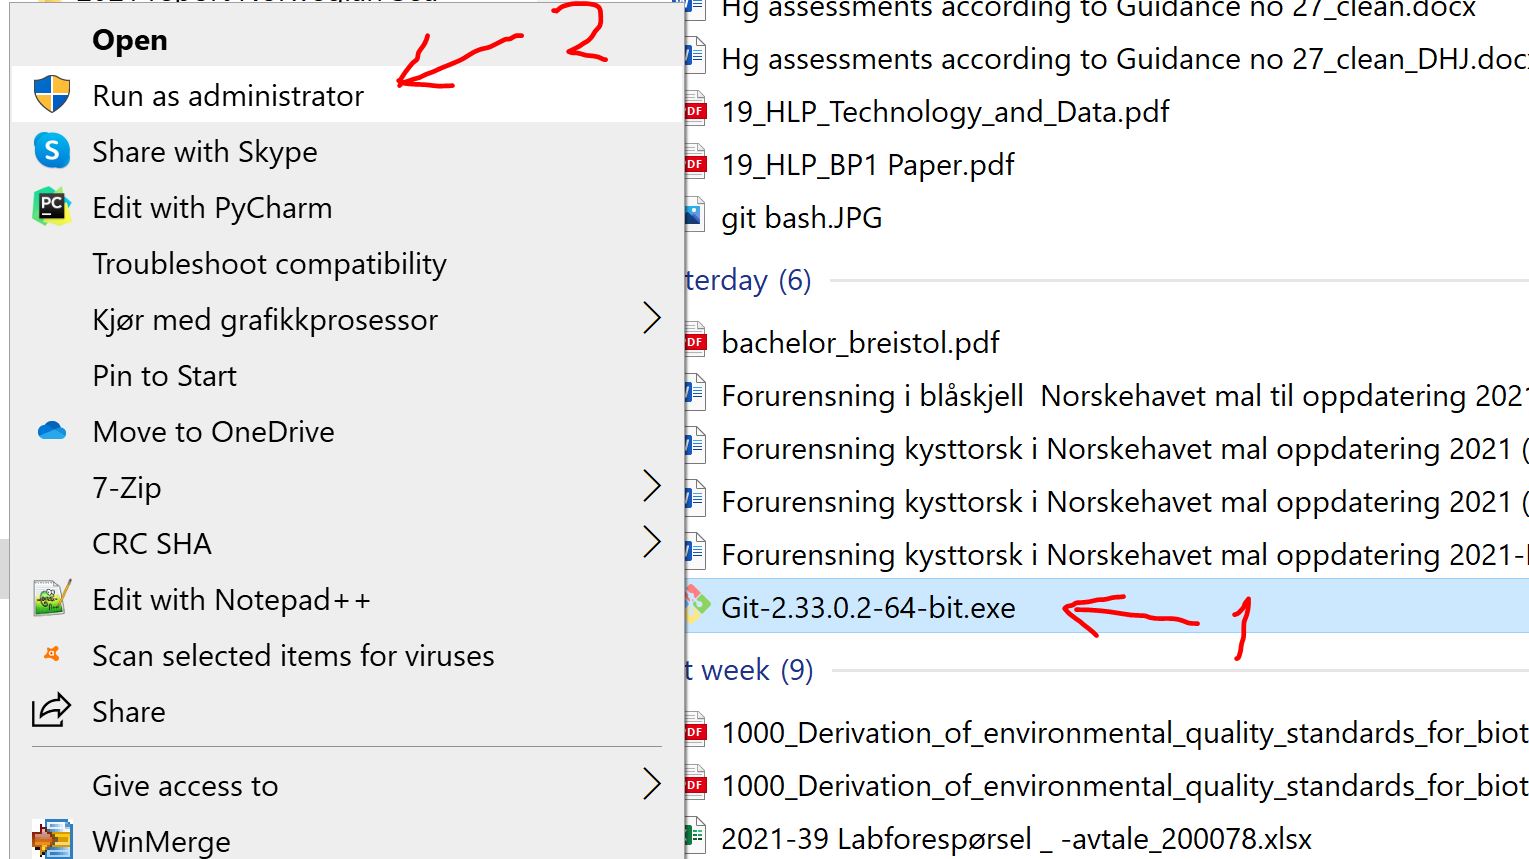 Open
Run as administrator
Share with Skype
Edit with PyCharm
Troubleshoot compatibility
Kjør med grafikkprosessor
Pin to Start
Move to OneDrive
7-Zip
CRC SHA
Edit with Notepad++
Scan selected items for viruses
Share
Give access to
WinMerge
2
Hg assessments according to Guidance no 27_clean.docx
Hg assessments according to Guidance no 27_clean_DHJ.doc
19_HLP_Technology_and_Data.pdf
19_HLP_BP1 Paper.pdf
git bash.JPG
terday (6)
bachelor_breistol.pdf
Forurensning i blåskjell  Norskehavet mal til oppdatering 202
Forurensning kysttorsk i Norskehavet mal oppdatering 2021 (
Forurensning kysttorsk i Norskehavet mal oppdatering 2021 (
Forurensning kysttorsk i Norskehavet mal oppdatering 2021-
Git-2.33.0.2-64-bit.exe
1
t week (9)
1000_Derivation_of_environmental_quality_standards_for_biot
1000_Derivation_of_environmental_quality_standards_for_biot
2021-39 Labforespørsel _ -avtale_200078.xlsx